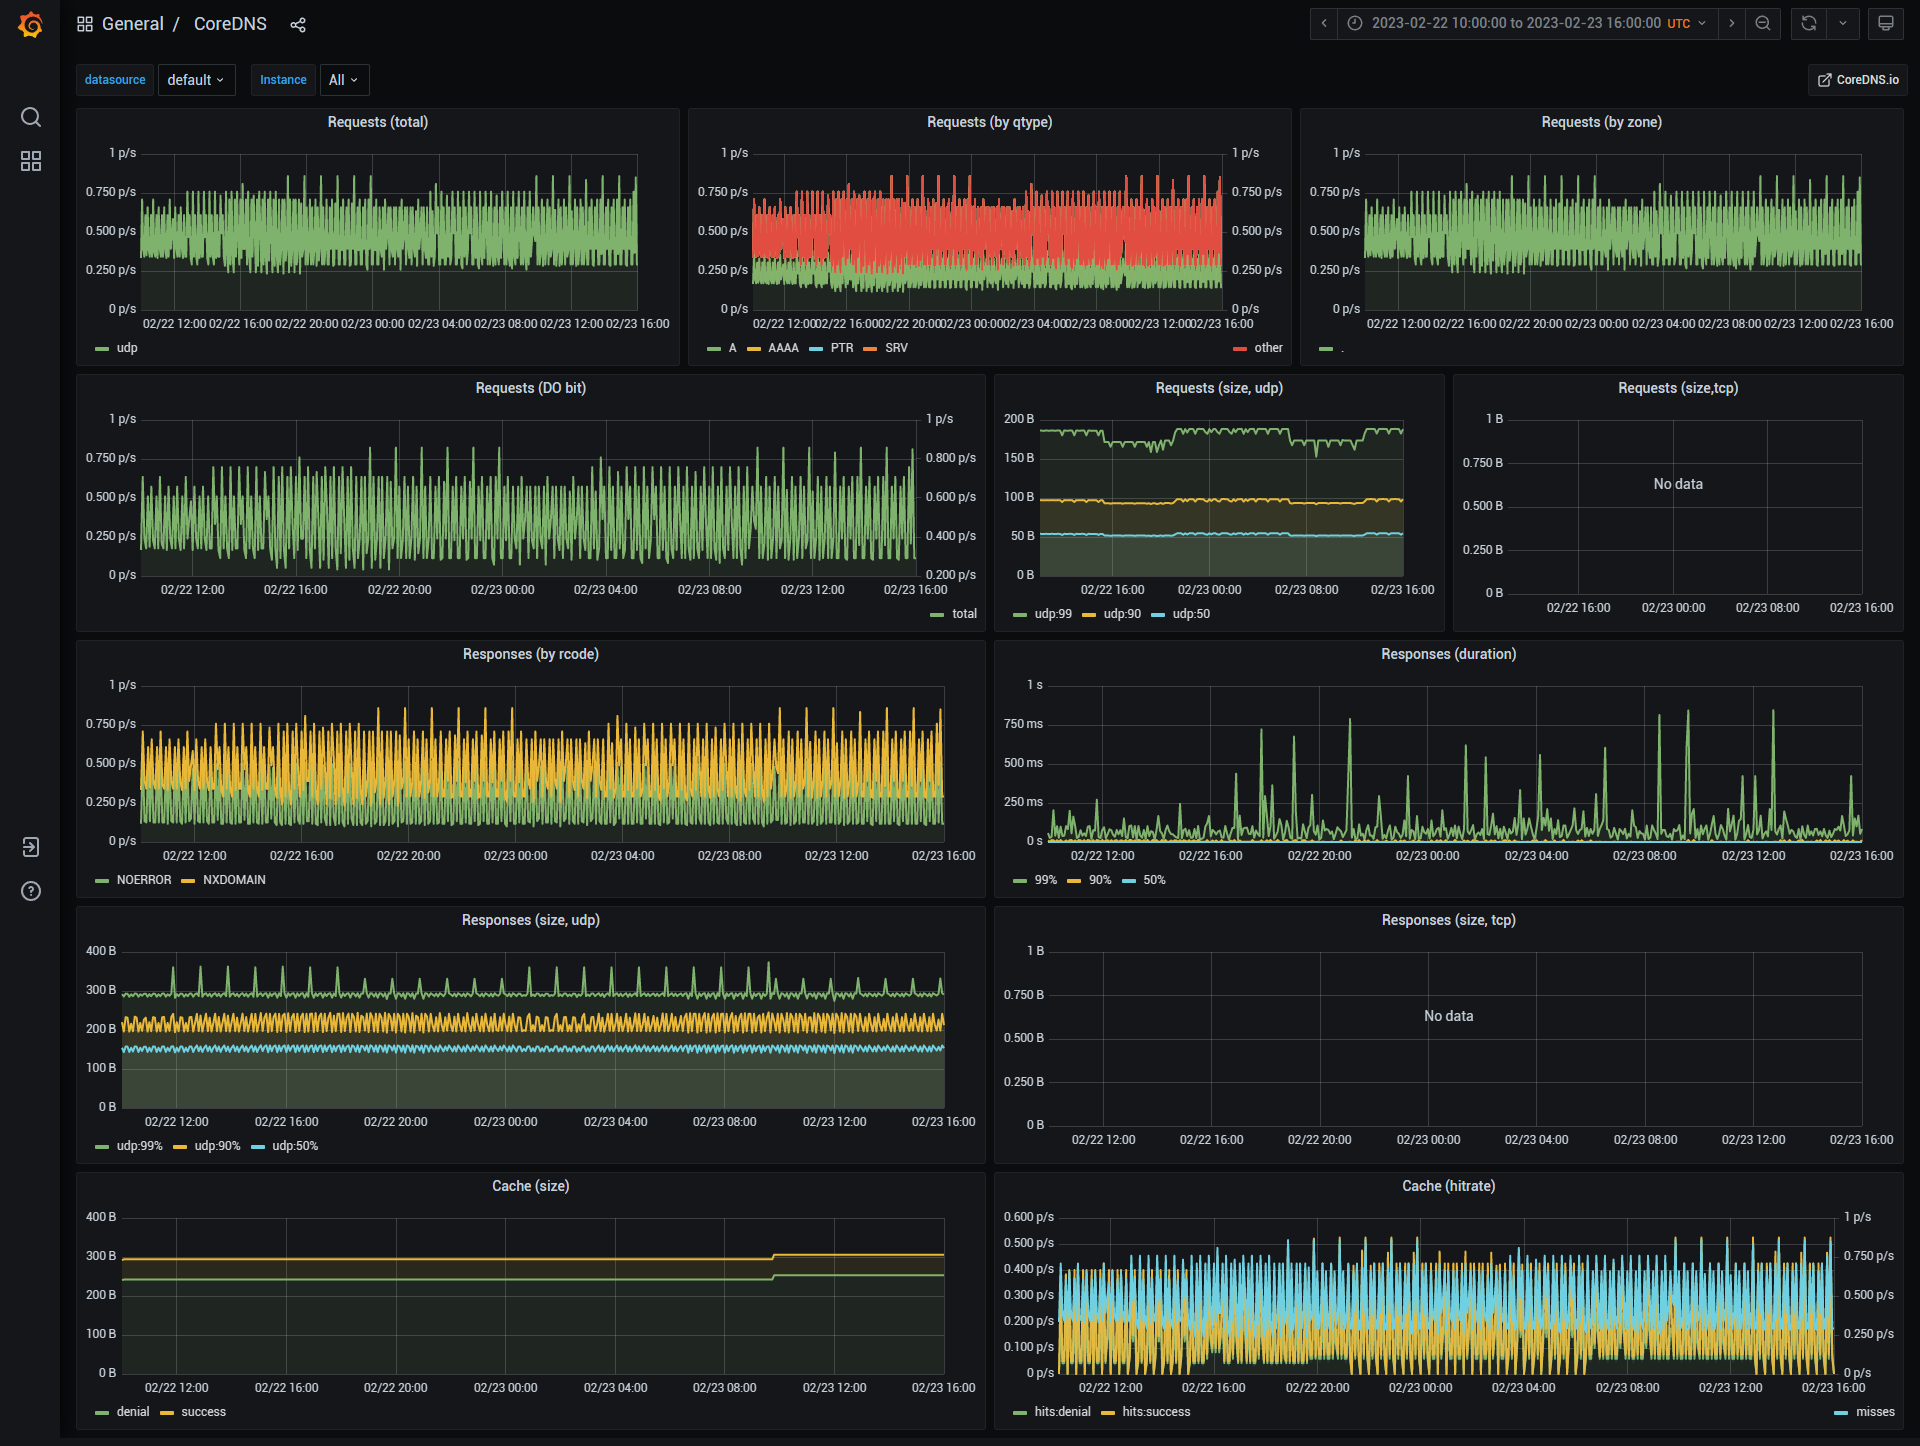 General / CoreDNS
2023-02-22 10:00:00 to 2023-02-23 16:00:00 UTC
datasource default Instance All
CoreDNS.io
Requests (total)
1 p/s
0.750 p/s
0.500 p/s
0.250 p/s
0 p/s
02/22 12:00 02/22 16:00 02/22 20:00 02/23 00:00 02/23 04:00 02/23 08:00 02/23 12:00 02/23 16:00
udp
Requests (by qtype)
1 p/s 1 p/s
0.750 p/s 0.750 p/s
0.500 p/s 0.500 p/s
0.250 p/s 0.250 p/s
0 p/s 0 p/s
02/22 12:00 02/22 16:00 02/22 20:00 02/23 00:00 02/23 04:00 02/23 08:00 02/23 12:00 02/23 16:00
A AAAA PTR SRV other
Requests (by zone)
1 p/s
0.750 p/s
0.500 p/s
0.250 p/s
0 p/s
02/22 12:00 02/22 16:00 02/22 20:00 02/23 00:00 02/23 04:00 02/23 08:00 02/23 12:00 02/23 16:00
.
Requests (DO bit)
1 p/s 1 p/s
0.750 p/s 0.800 p/s
0.500 p/s 0.600 p/s
0.250 p/s 0.400 p/s
0 p/s 0.200 p/s
02/22 12:00 02/22 16:00 02/22 20:00 02/23 00:00 02/23 04:00 02/23 08:00 02/23 12:00 02/23 16:00
total
Requests (size, udp)
200 B
150 B
100 B
50 B
0 B
02/22 16:00 02/23 00:00 02/23 08:00 02/23 16:00
udp:99 udp:90 udp:50
Requests (size,tcp)
1 B
0.750 B
No data
0.500 B
0.250 B
0 B
02/22 16:00 02/23 00:00 02/23 08:00 02/23 16:00
Responses (by rcode)
1 p/s
0.750 p/s
0.500 p/s
0.250 p/s
0 p/s
02/22 12:00 02/22 16:00 02/22 20:00 02/23 00:00 02/23 04:00 02/23 08:00 02/23 12:00 02/23 16:00
NOERROR NXDOMAIN
Responses (duration)
1 s
750 ms
500 ms
250 ms
0 s
02/22 12:00 02/22 16:00 02/22 20:00 02/23 00:00 02/23 04:00 02/23 08:00 02/23 12:00 02/23 16:00
99% 90% 50%
Responses (size, udp)
400 B
300 B
200 B
100 B
0 B
02/22 12:00 02/22 16:00 02/22 20:00 02/23 00:00 02/23 04:00 02/23 08:00 02/23 12:00 02/23 16:00
udp:99% udp:90% udp:50%
Responses (size, tcp)
1 B
0.750 B
No data
0.500 B
0.250 B
0 B
02/22 12:00 02/22 16:00 02/22 20:00 02/23 00:00 02/23 04:00 02/23 08:00 02/23 12:00 02/23 16:00
Cache (size)
400 B
300 B
200 B
100 B
0 B
02/22 12:00 02/22 16:00 02/22 20:00 02/23 00:00 02/23 04:00 02/23 08:00 02/23 12:00 02/23 16:00
denial success
Cache (hitrate)
0.600 p/s 1 p/s
0.500 p/s
0.750 p/s
0.400 p/s
0.300 p/s 0.500 p/s
0.200 p/s
0.250 p/s
0.100 p/s
0 p/s 0 p/s
02/22 12:00 02/22 16:00 02/22 20:00 02/23 00:00 02/23 04:00 02/23 08:00 02/23 12:00 02/23 16:00
hits:denial hits:success misses